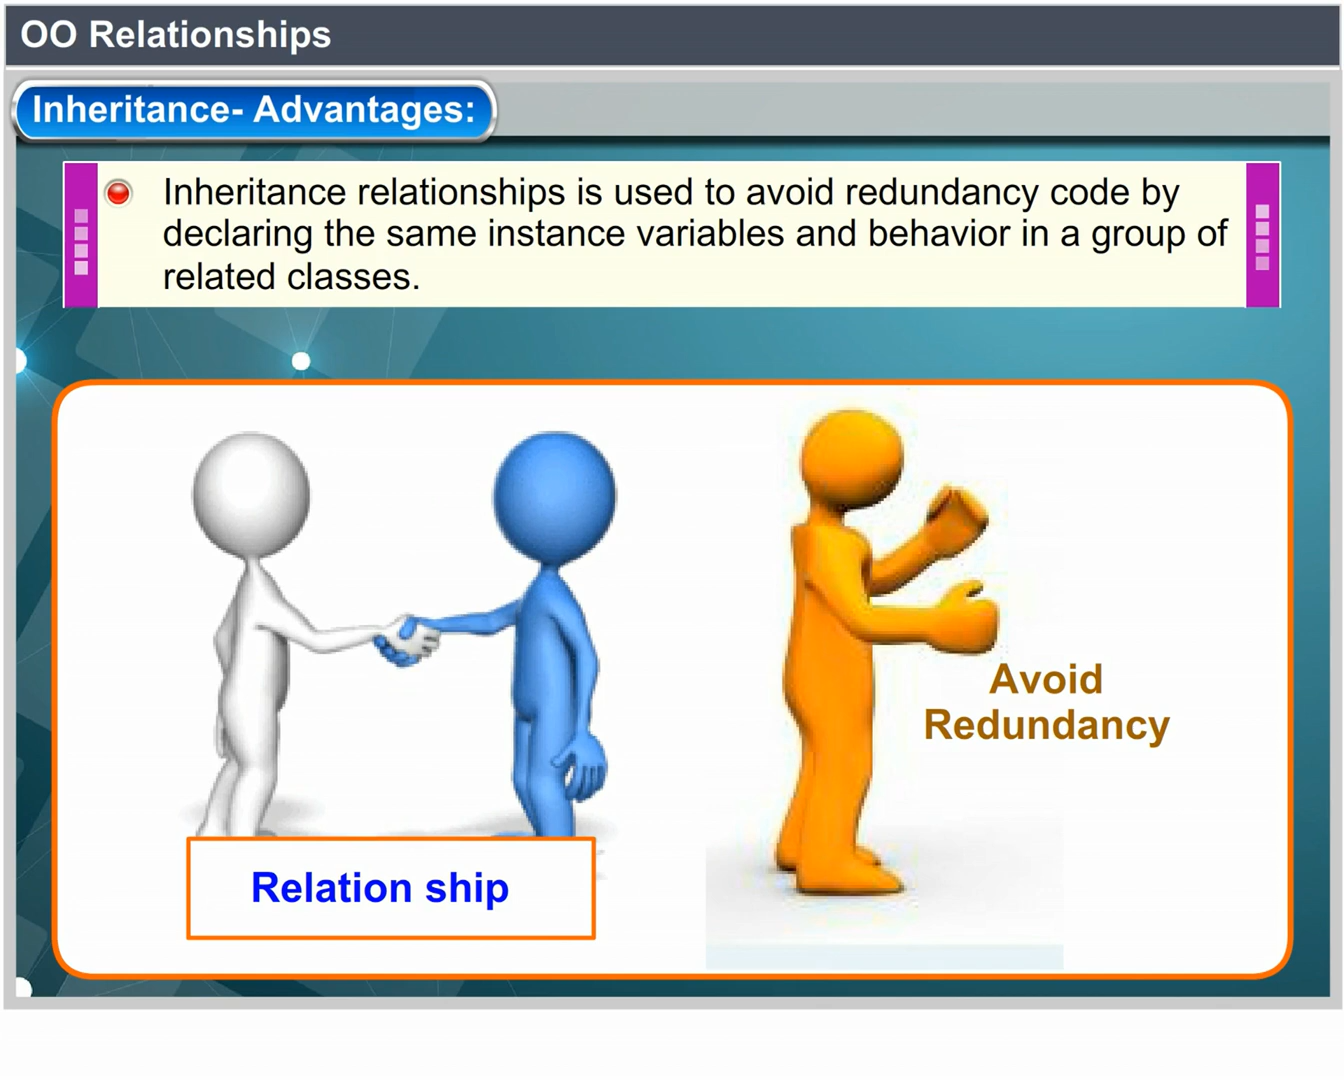 OO Relationships
Inheritance- Advantages:
Inheritance relationships is used to avoid redundancy code by
declaring the same instance variables and behavior in a group of
related classes.
Avoid
Redundancy
Relation ship